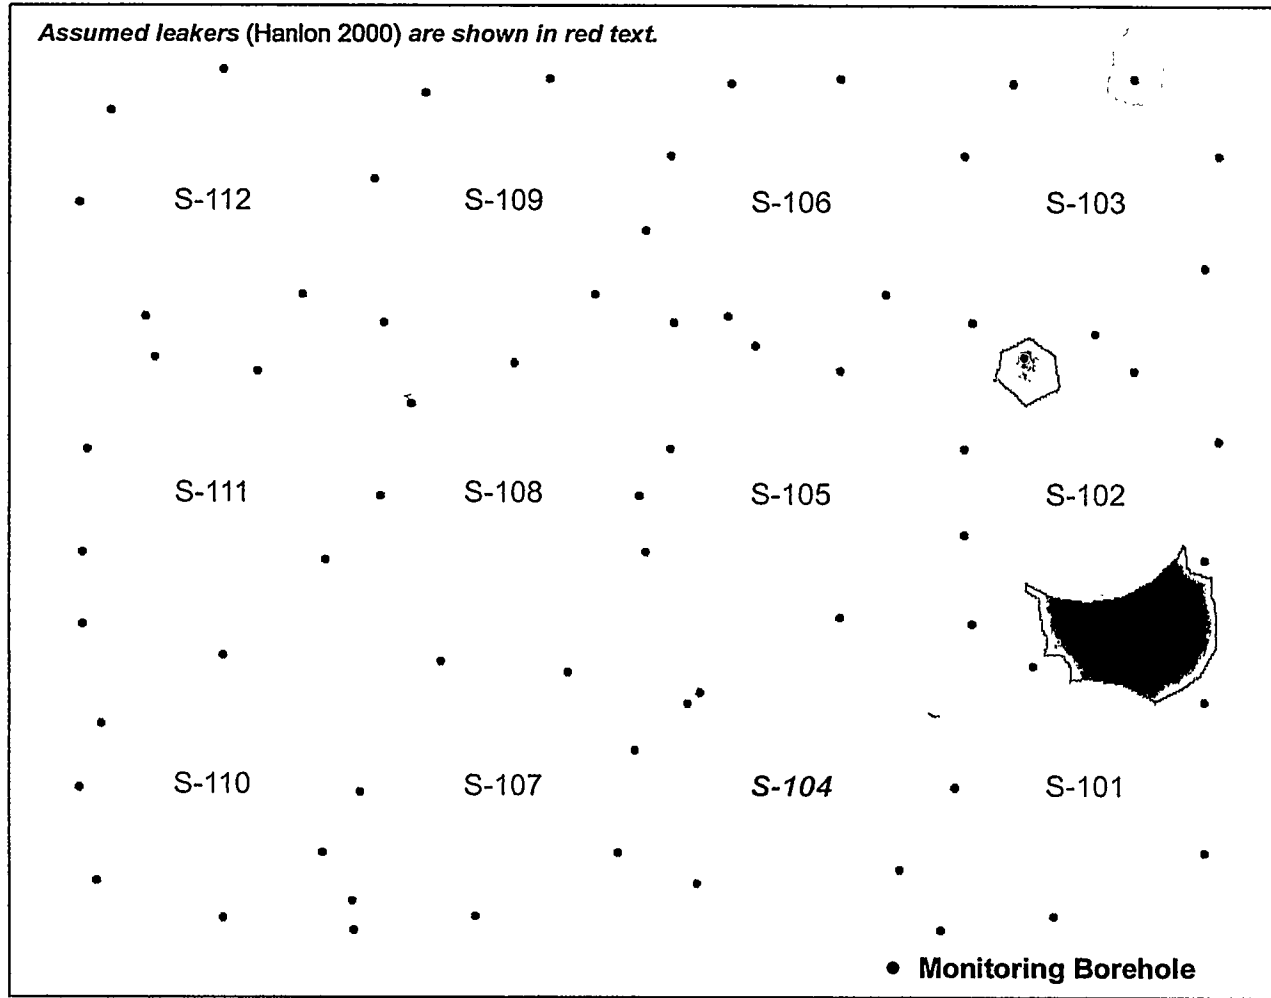 Assumed leakers (Hanlon 2000) are shown in red text.
S-112 S-109 S-106 S-103
S-111 S-108 S-105 S-102
S-110 S-107 S-104 S-101
Monitoring Borehole